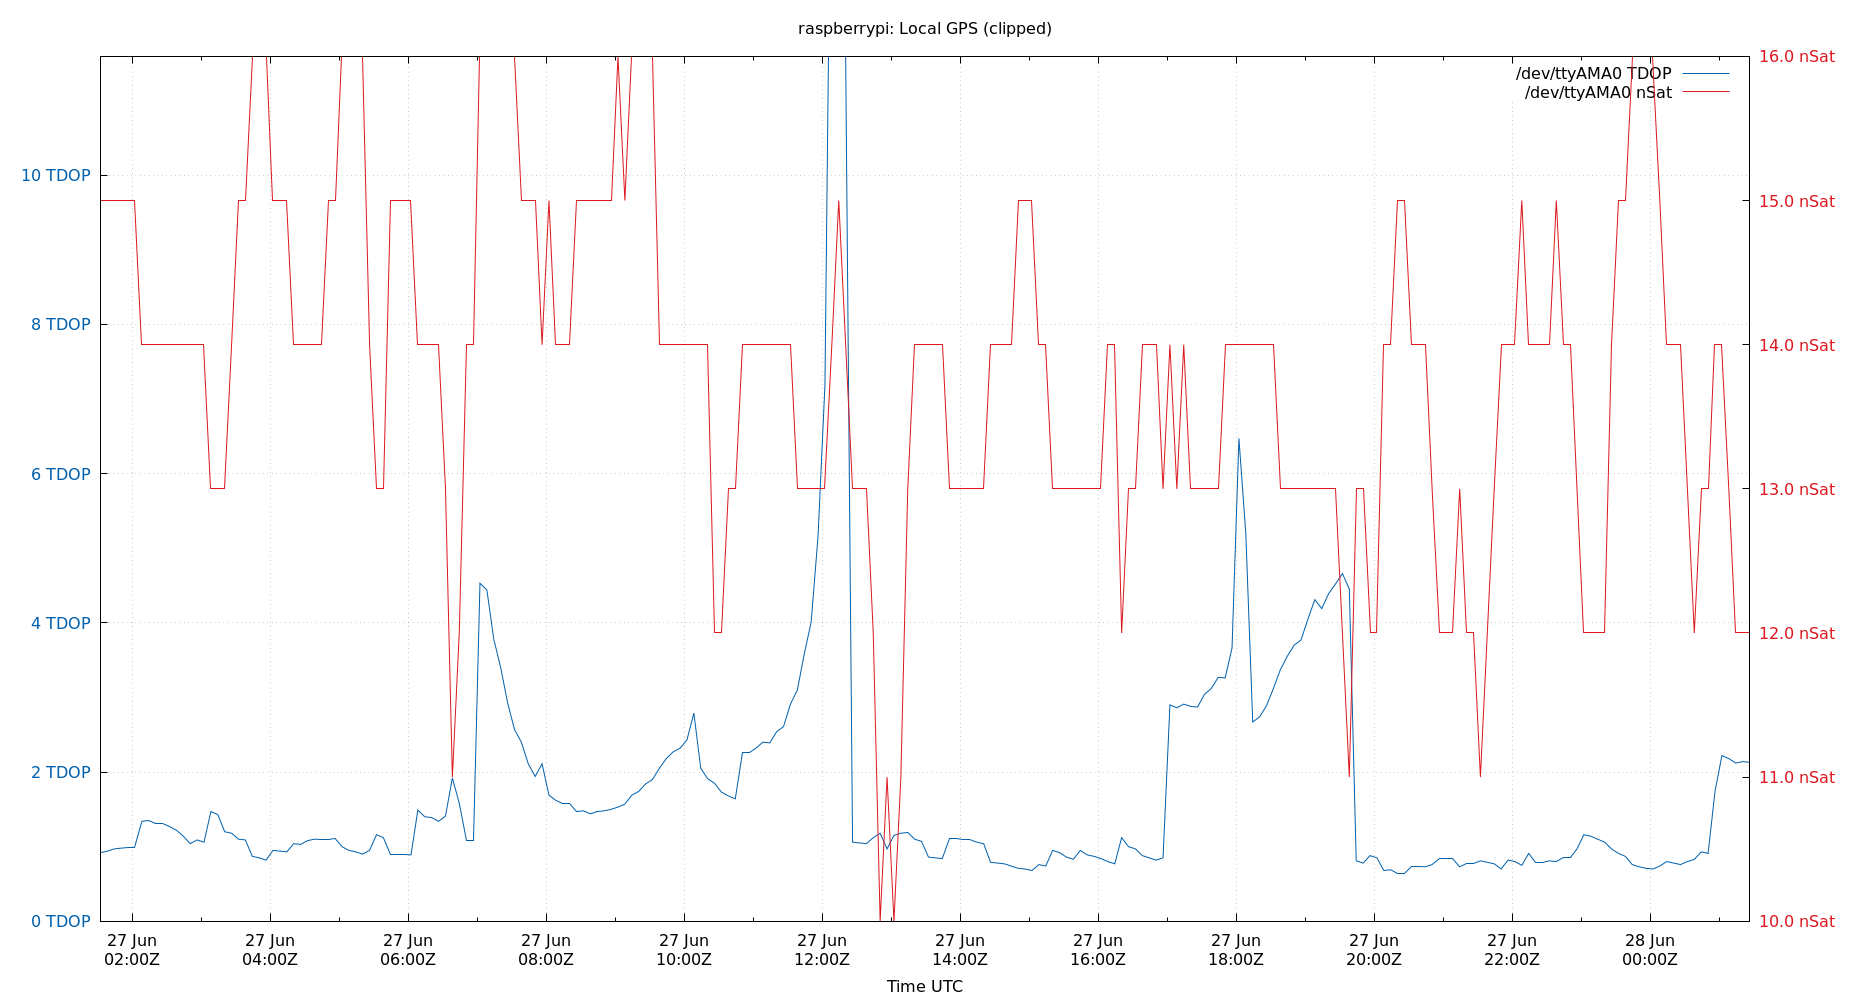 raspberrypi: Local GPS (clipped)
16.0 nSat
/dev/ttyAMA0 TDOP
/dev/ttyAMA0 nSat
10 TDOP
15.0 nSat
8 TDOP
14.0 nSat
6 TDOP
13.0 nSat
4 TDOP
12.0 nSat
2 TDOP
11.0 nSat
0 TDOP
10.0 nSat
27 Jun 27 Jun 27 Jun 27 Jun 27 Jun 27 Jun 27 Jun 27 Jun 27 Jun 27 Jun 27 Jun 28 Jun
02:00Z 04:00Z 06:00Z 08:00Z 10:00Z 12:00Z 14:00Z 16:00Z 18:00Z 20:00Z 22:00Z 00:00Z
Time UTC